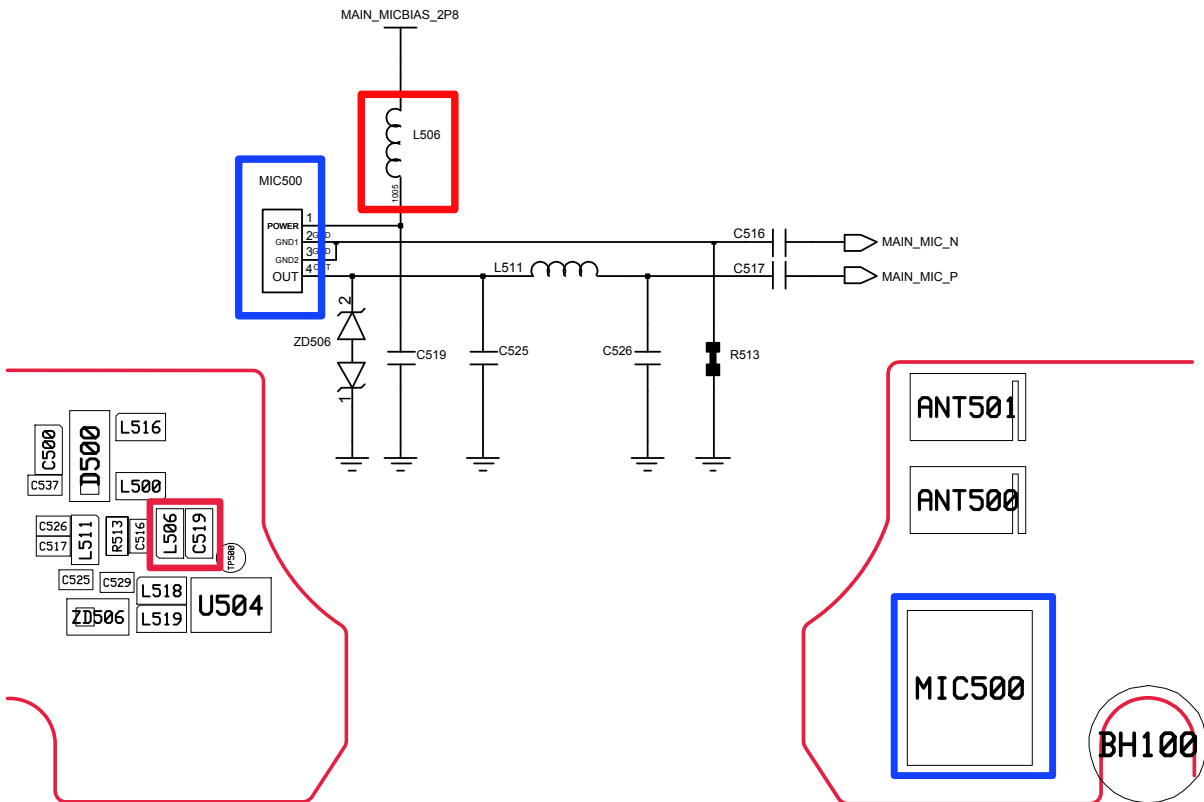 MAIN_MICBIAS_2P8
L506
1005
MIC500
POWER
1
GND1
2
GND
GND2
3
GND
OUT
4
OUT
C516
MAIN_MIC_N
L511
C517
MAIN_MIC_P
2
ZD506
1
C519
C525
C526
R513
C500
D500
L516
C537
L500
C526
C517
L511
R513
C516
L506
C519
TP500
C525
C529
L518
ZD506
L519
U504
ANT501
ANT500
MIC500
BH100